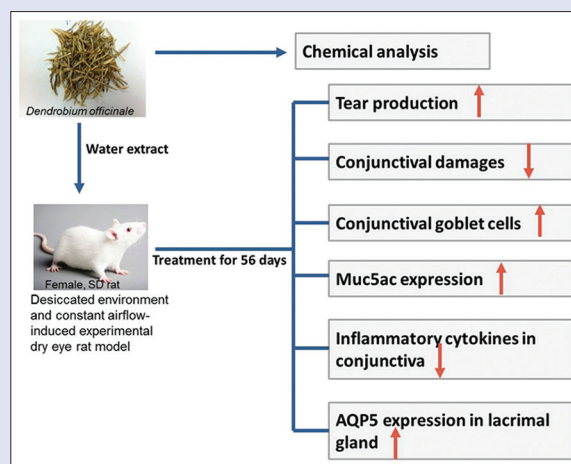 Dendrobium officinale
Chemical analysis
Water extract
Female, SD rat
Desiccated environment
and constant airflow-
induced experimental
dry eye rat model
Treatment for 56 days
Tear production
Conjunctival damages
Conjunctival goblet cells
Muc5ac expression
Inflammatory cytokines in
conjunctiva
AQP5 expression in lacrimal
gland